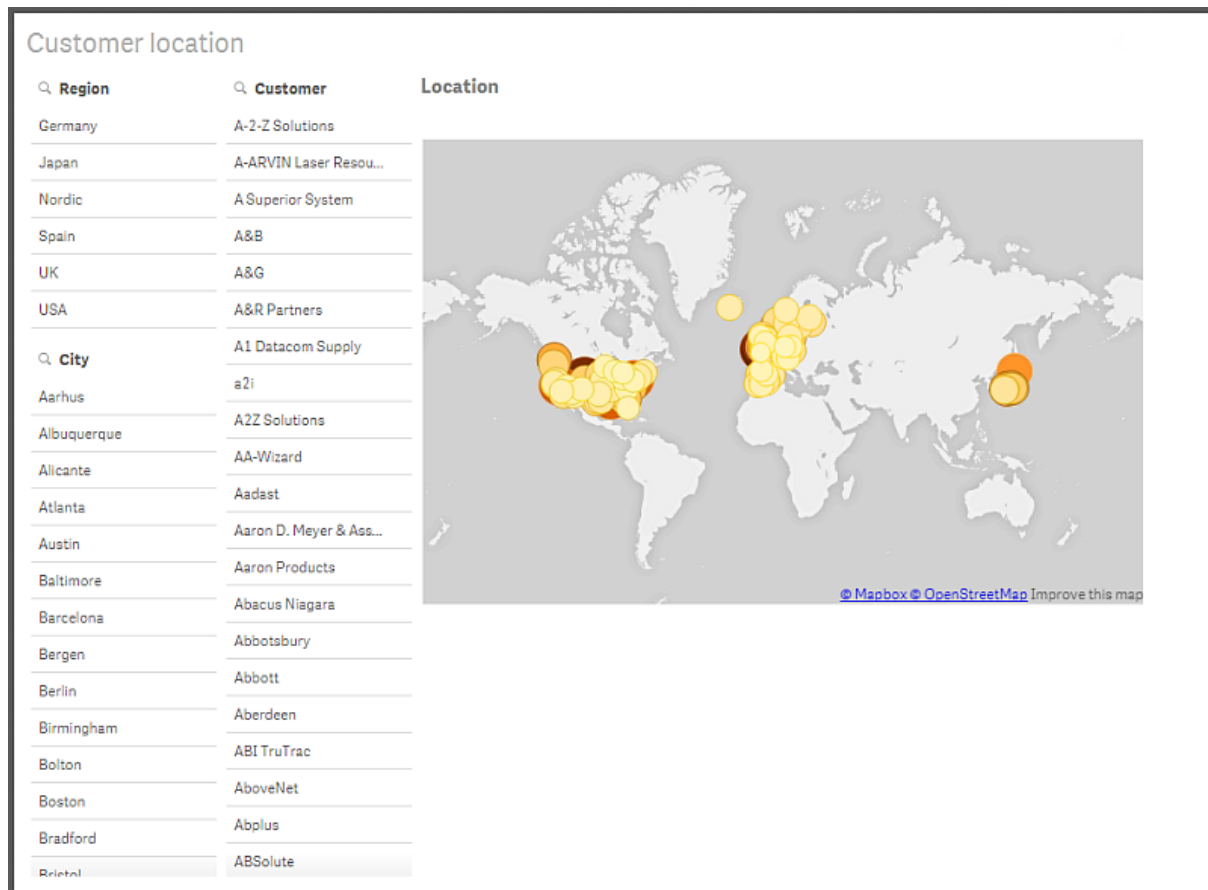 Customer location
Region
Germany
Japan
Nordic
Spain
UK
USA
City
Aarhus
Albuquerque
Alicante
Atlanta
Austin
Baltimore
Barcelona
Bergen
Berlin
Birmingham
Bolton
Boston
Bradford
Bristol
Customer
A-2-Z Solutions
A-ARVIN Laser Resou...
A Superior System
A&B
A&G
A&R Partners
A1 Datacom Supply
a2i
A2Z Solutions
AA-Wizard
Aadast
Aaron D. Meyer & Ass...
Aaron Products
Abacus Niagara
Abbotsbury
Abbott
Aberdeen
ABI TruTrac
AboveNet
Abplus
ABSolute
Location
© Mapbox © OpenStreetMap Improve this map